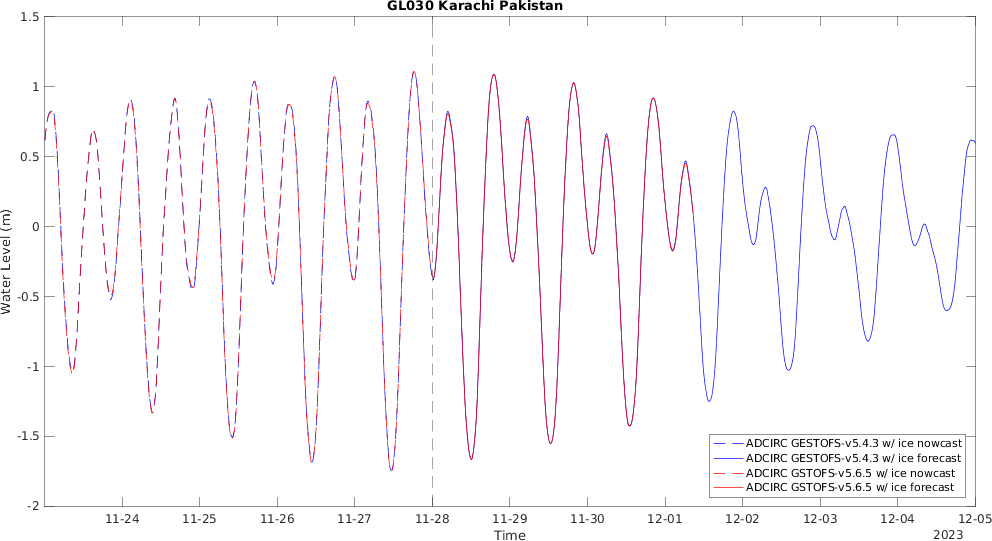 GL030 Karachi Pakistan
1.5
1
0.5
0
-0.5
-1
-1.5
-2
Water Level (m)
11-24 11-25 11-26 11-27 11-28 11-29 11-30 12-01 12-02 12-03 12-04 12-05
Time
2023
ADCIRC GESTOFS-v5.4.3 w/ ice nowcast
ADCIRC GESTOFS-v5.4.3 w/ ice forecast
ADCIRC GSTOFS-v5.6.5 w/ ice nowcast
ADCIRC GSTOFS-v5.6.5 w/ ice forecast